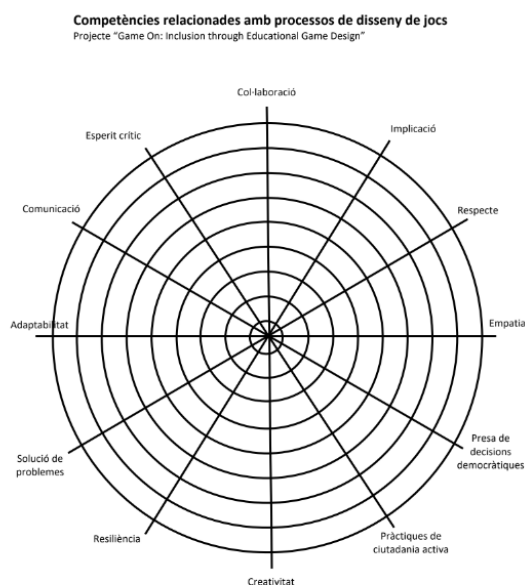 Competències relacionades amb processos de disseny de jocs
Projecte “Game On: Inclusion through Educational Game Design”
Col·laboració
Implicació
Respecte
Empatia
Presa de
decisions
democràtiques
Pràctiques de
ciutadania activa
Creativitat
Resiliència
Solució de
problemes
Adaptabilitat
Comunicació
Esperit crític